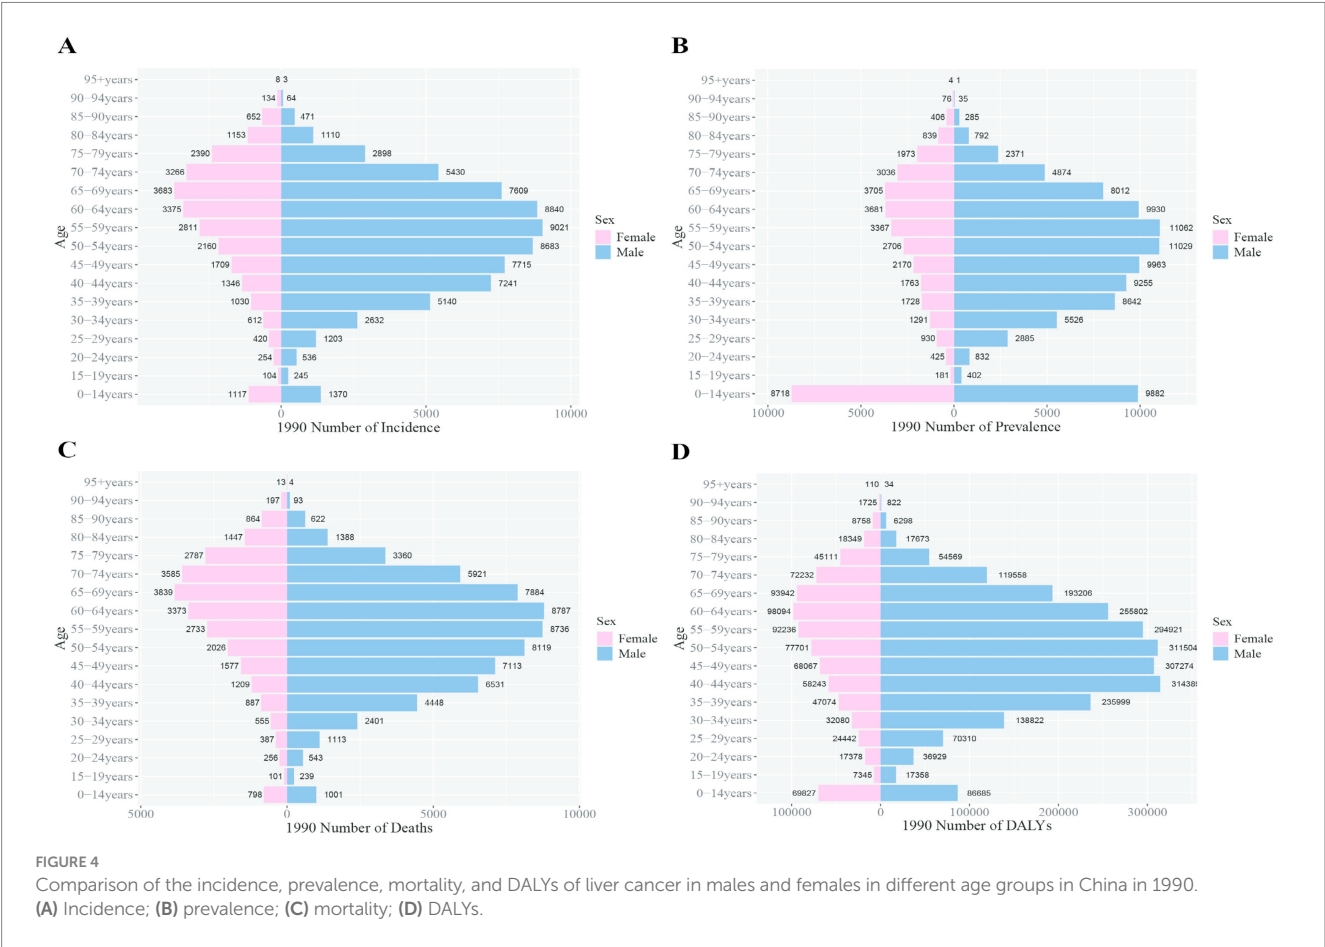 A
95+years 8 3
90−94years 134 64
85−90years 652 471
80−84years 1153 1110
75−79years 2390 2898
70−74years 3266 5430
65−69years 3683 7609
60−64years 3375 8840
55−59years 2811 9021
50−54years 2160 8683
45−49years 1709 7715
40−44years 1346 7241
35−39years 1030 5140
30−34years 612 2632
25−29years 420 1203
20−24years 254 536
15−19years 104 245
0−14years 1117 1370
Age
0 5000 10000
1990 Number of Incidence
Sex
Female
Male
B
95+years 4 1
90−94years 76 35
85−90years 406 285
80−84years 839 792
75−79years 1973 2371
70−74years 3036 4874
65−69years 3705 8012
60−64years 3681 9930
55−59years 3367 11062
50−54years 2706 11029
45−49years 2170 9963
40−44years 1763 9255
35−39years 1728 8642
30−34years 1291 5526
25−29years 930 2885
20−24years 425 832
15−19years 181 402
0−14years 8718 9882
Age
10000 5000 0 5000 10000
1990 Number of Prevalence
Sex
Female
Male
C
95+years 13 4
90−94years 197 93
85−90years 864 622
80−84years 1447 1388
75−79years 2787 3360
70−74years 3585 5921
65−69years 3839 7884
60−64years 3373 8787
55−59years 2733 8736
50−54years 2026 8119
45−49years 1577 7113
40−44years 1209 6531
35−39years 887 4448
30−34years 555 2401
25−29years 387 1113
20−24years 256 543
15−19years 101 239
0−14years 798 1001
Age
5000 0 5000 10000
1990 Number of Deaths
Sex
Female
Male
D
95+years 110 34
90−94years 1725 822
85−90years 8758 6298
80−84years 18349 17673
75−79years 45111 54569
70−74years 72232 119558
65−69years 93942 193206
60−64years 98094 255802
55−59years 92236 294921
50−54years 77701 311504
45−49years 68067 307274
40−44years 58243
35−39years 47074 235999
30−34years 32080 138822
25−29years 24442 70310
20−24years 17378 36929
15−19years 7346 17358
0−14years 69827 86685
Age
100000 0 100000 200000 300000
1990 Number of DALYs
Sex
Female
Male
FIGURE 4
Comparison of the incidence, prevalence, mortality, and DALYs of liver cancer in males and females in different age groups in China in 1990.
(A) Incidence; (B) prevalence; (C) mortality; (D) DALYs.